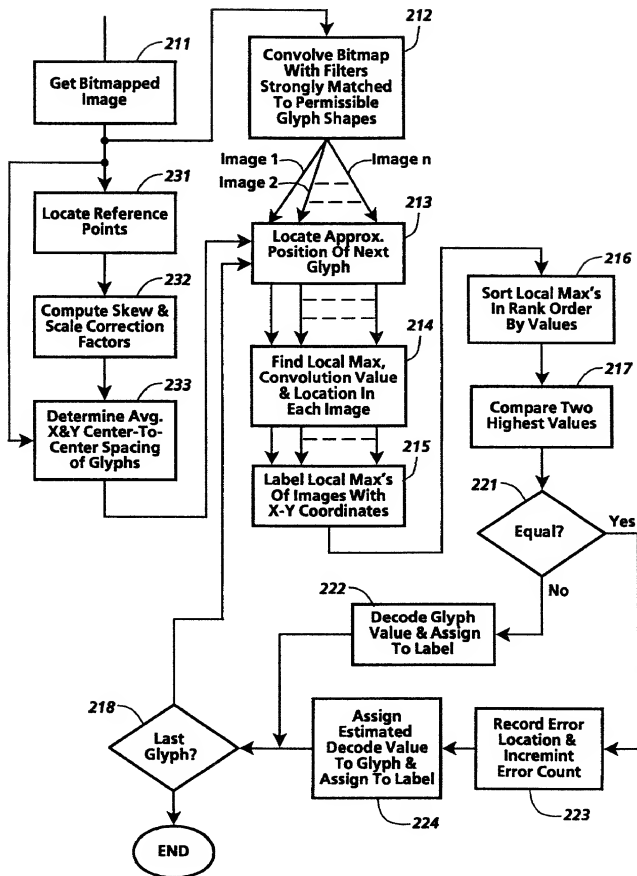 211
Get Bitmapped
Image
212
Convolve Bitmap
With Filters
Strongly Matched
To Permissible
Glyph Shapes
Image 1
Image 2
Image n
231
Locate Reference
Points
232
Compute Skew &
Scale Correction
Factors
233
Determine Avg.
X&Y Center-To-
Center Spacing
of Glyphs
213
Locate Approx.
Position Of Next
Glyph
214
Find Local Max,
Convolution Value
& Location In
Each Image
215
Label Local Max's
Of Images With
X-Y Coordinates
216
Sort Local Max's
In Rank Order
By Values
217
Compare Two
Highest Values
221
Equal?
Yes
No
222
Decode Glyph
Value & Assign
To Label
223
Record Error
Location &
Incremint
Error Count
224
Assign
Estimated
Decode Value
To Glyph &
Assign To Label
218
Last
Glyph?
END